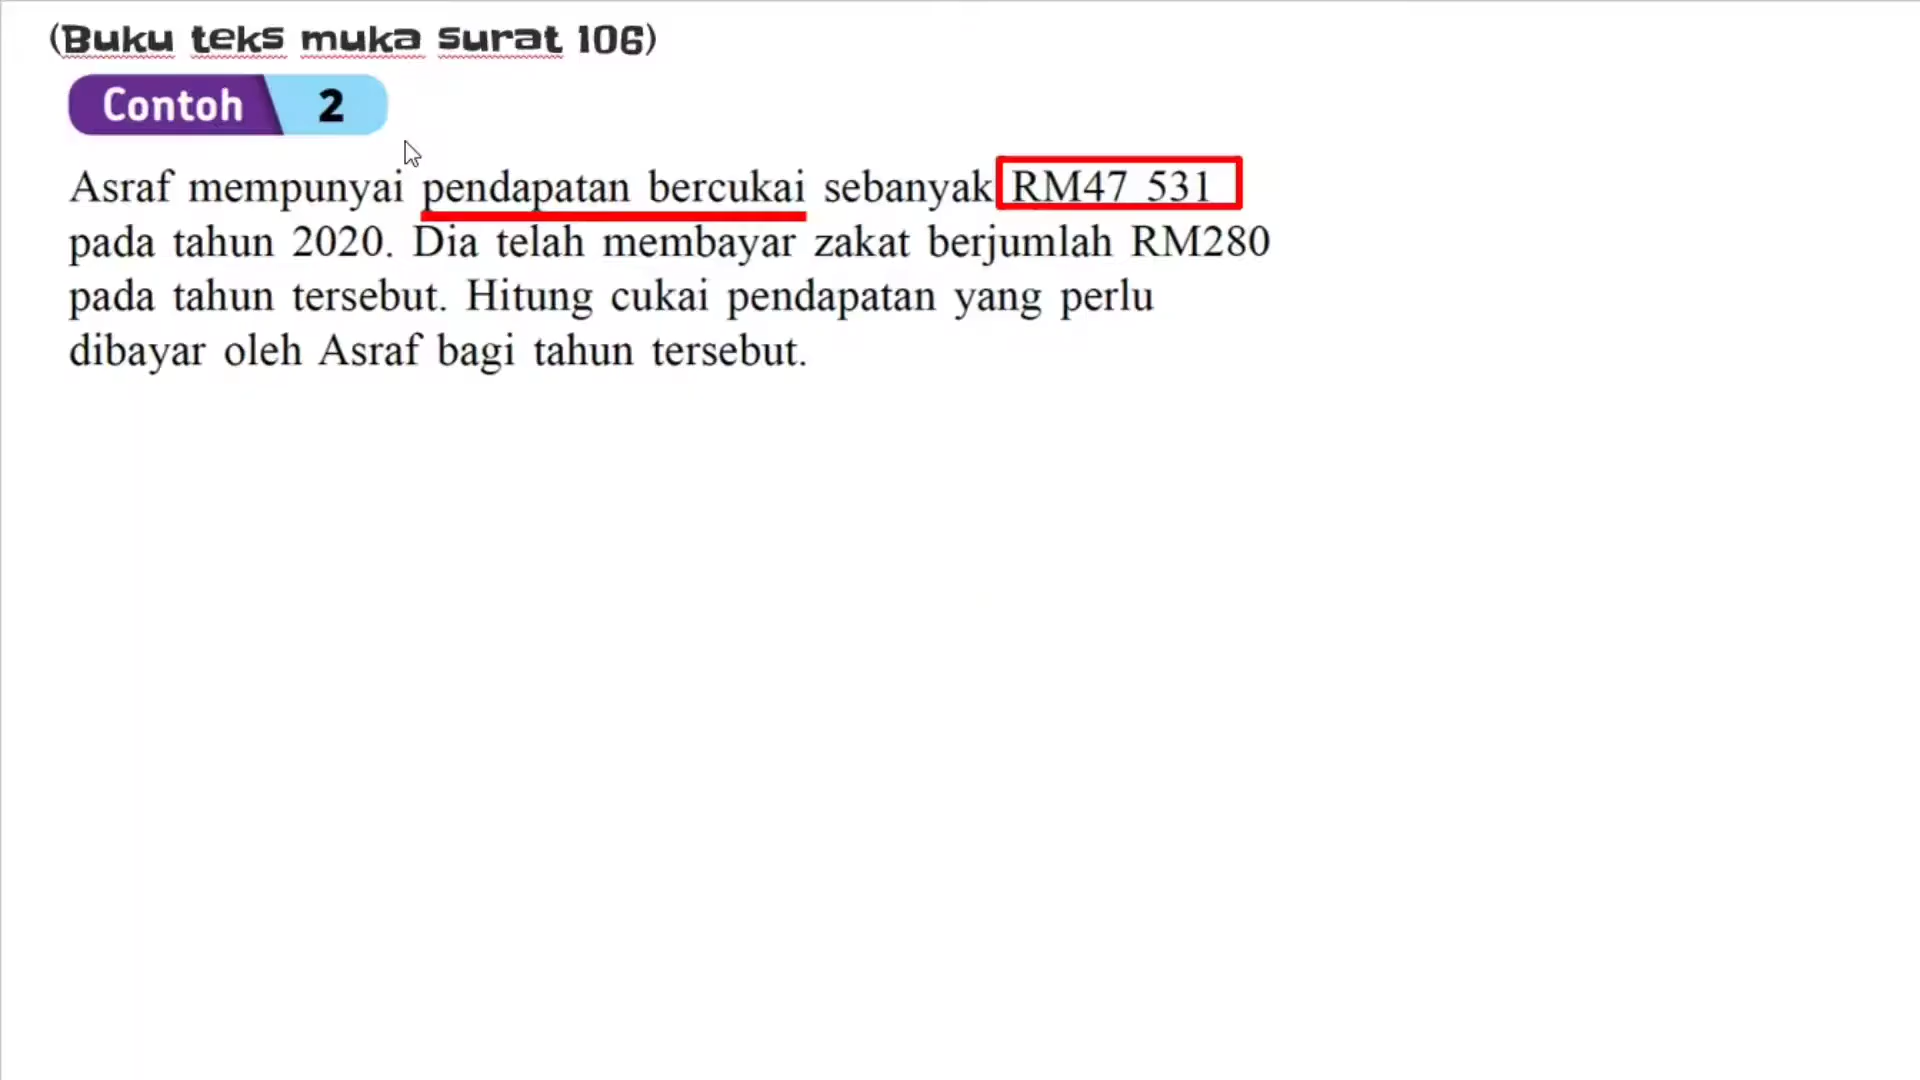 (Buku teks muka surat 106)
Contoh 2
Asraf mempunyai pendapatan bercukai sebanyak RM47 531
pada tahun 2020. Dia telah membayar zakat berjumlah RM280
pada tahun tersebut. Hitung cukai pendapatan yang perlu
dibayar oleh Asraf bagi tahun tersebut.